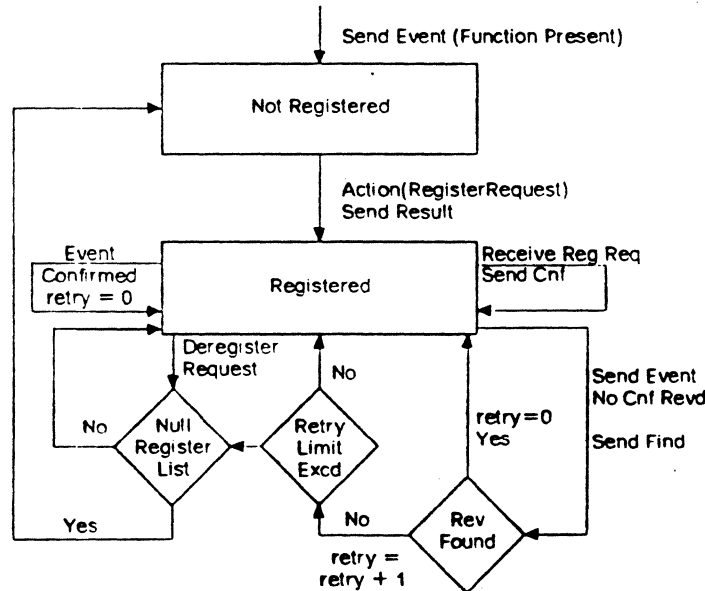 Send Event (Function Present)
Not Registered
Action(RegisterRequest)
Send Result
Event
Confirmed
retry = 0
Registered
Receive Reg Req
Send Cnf
Deregister
Request
No
Send Event
No Cnf Revd
Send Find
No
Null
Register
List
Retry
Limit
Excd
retry=0
Yes
Yes
No
Rev
Found
retry =
retry + 1